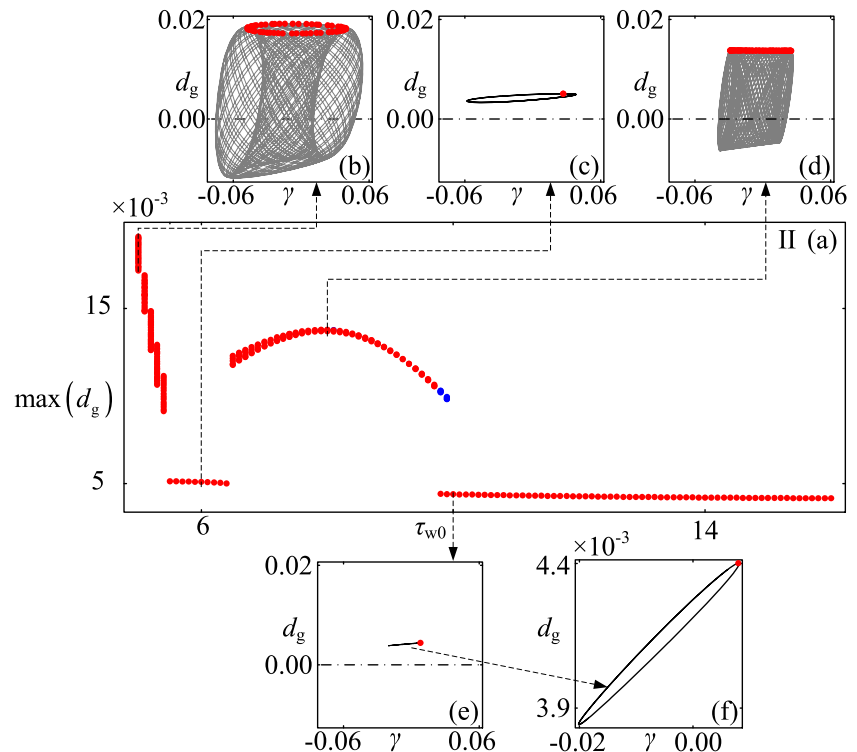 0.02
d_g
0.00
(b)
-0.06
γ
0.06
0.02
d_g
0.00
(c)
-0.06
γ
0.06
0.02
d_g
0.00
(d)
-0.06
γ
0.06
×10⁻³
II (a)
15
max(d_g)
5
6
τ_w0
14
0.02
d_g
0.00
(e)
-0.06
γ
0.06
×10⁻³
4.4
d_g
3.9
(f)
-0.02
γ
0.00